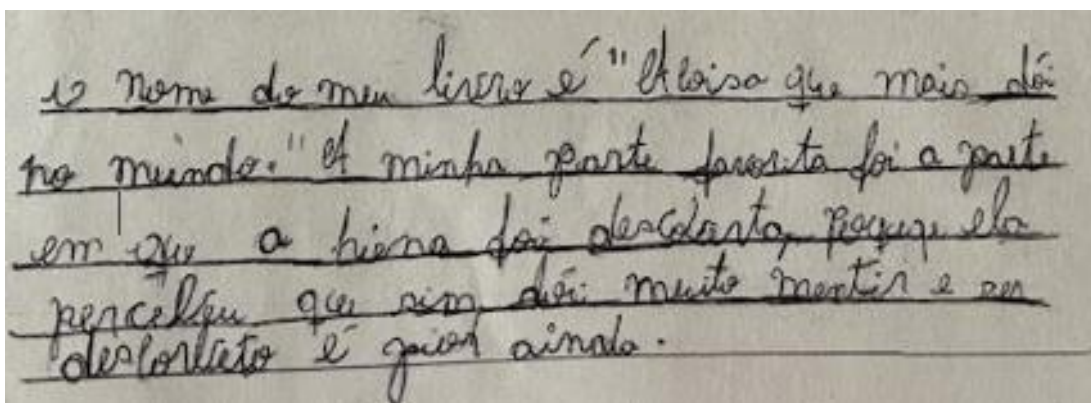 o nome do meu livro é "A coisa que mais dói
no mundo." A minha parte favorita foi a parte
em que a hiena foi descoberta, porque ela
percebeu que sim dói muito mentir e ser
descoberto é pior ainda.